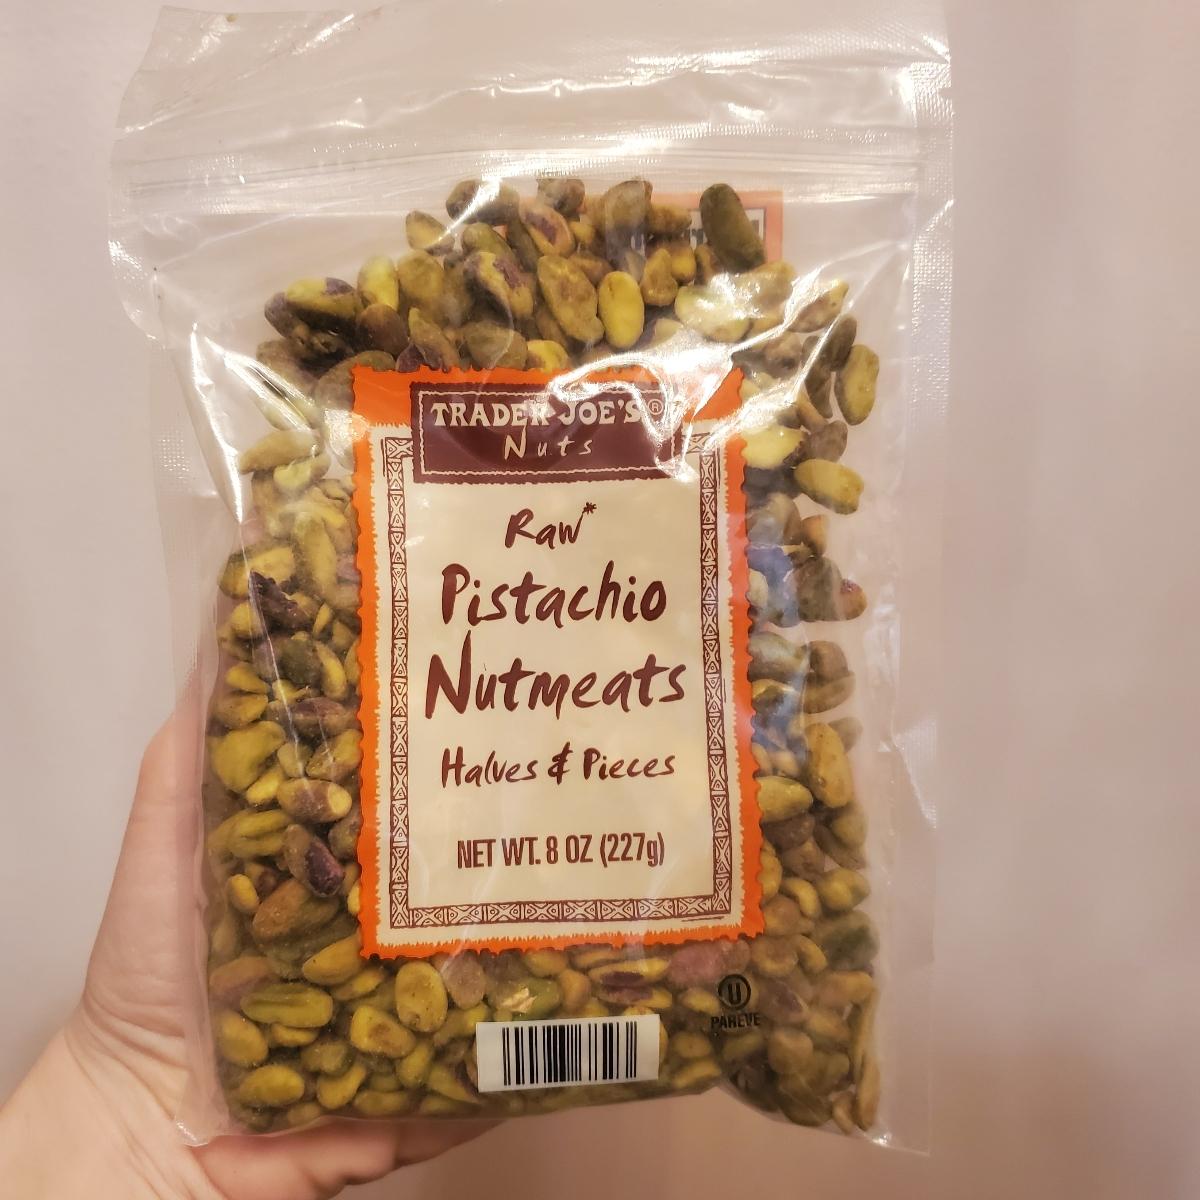 TRADER JOE'S®
Nuts
Raw*
Pistachio
Nutmeats
Halves & Pieces
NET WT. 8 OZ (227g)
U
PAREVE